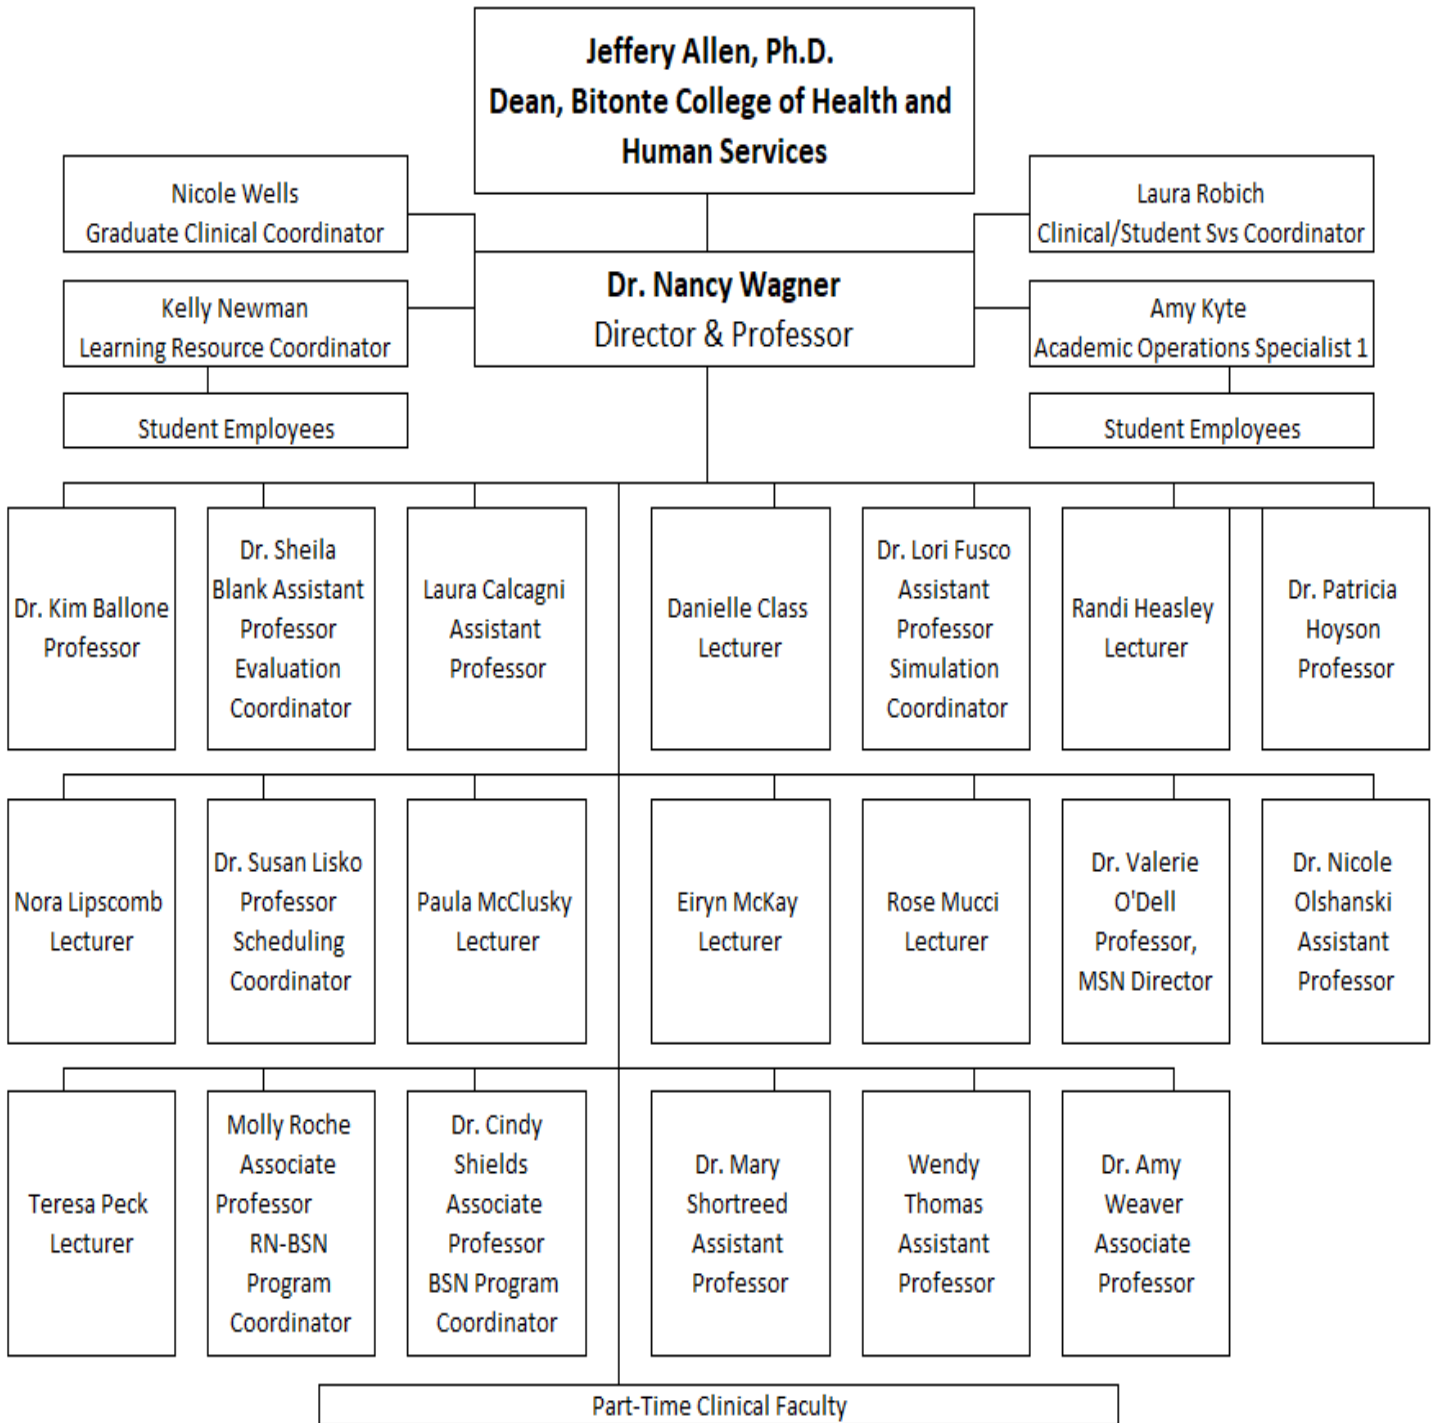 Jeffery Allen, Ph.D.
Dean, Bitonte College of Health and
Human Services
Nicole Wells
Graduate Clinical Coordinator
Laura Robich
Clinical/Student Svs Coordinator
Dr. Nancy Wagner
Director & Professor
Kelly Newman
Learning Resource Coordinator
Amy Kyte
Academic Operations Specialist 1
Student Employees
Student Employees
Dr. Kim Ballone
Professor
Dr. Sheila
Blank Assistant
Professor
Evaluation
Coordinator
Laura Calcagni
Assistant
Professor
Danielle Class
Lecturer
Dr. Lori Fusco
Assistant
Professor
Simulation
Coordinator
Randi Heasley
Lecturer
Dr. Patricia
Hoyson
Professor
Nora Lipscomb
Lecturer
Dr. Susan Lisko
Professor
Scheduling
Coordinator
Paula McClusky
Lecturer
Eiryn McKay
Lecturer
Rose Mucci
Lecturer
Dr. Valerie
O'Dell
Professor,
MSN Director
Dr. Nicole
Olshanski
Assistant
Professor
Teresa Peck
Lecturer
Molly Roche
Associate
Professor
RN-BSN
Program
Coordinator
Dr. Cindy
Shields
Associate
Professor
BSN Program
Coordinator
Dr. Mary
Shortreed
Assistant
Professor
Wendy
Thomas
Assistant
Professor
Dr. Amy
Weaver
Associate
Professor
Part-Time Clinical Faculty